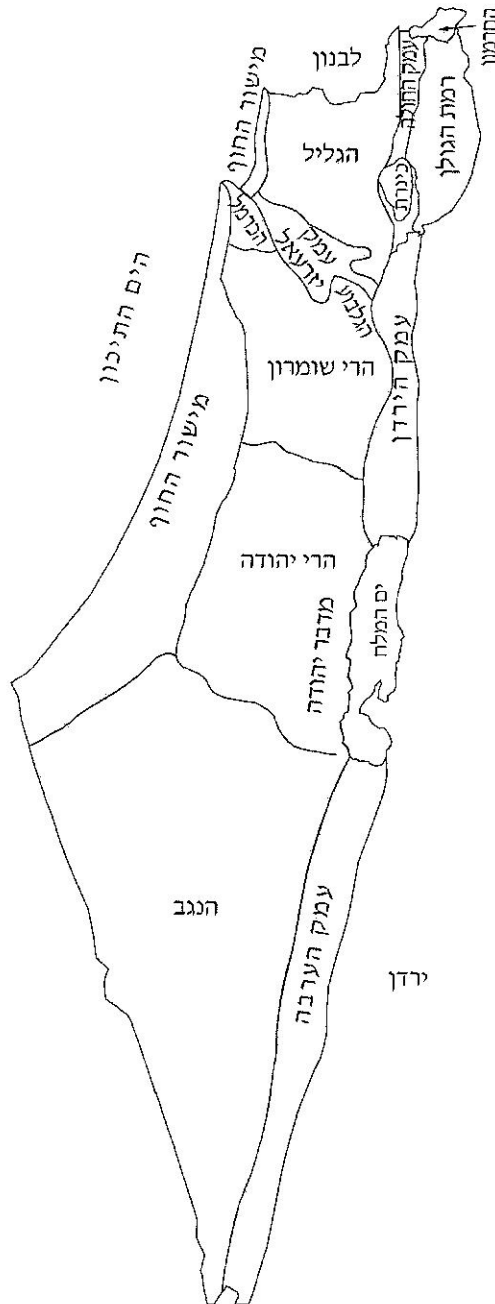 החרמון
לבנון
עמק החולה
רמת הגולן
מישור החוף
הגליל
כינרת
הכרמל
עמק
יזרעאל
הגלבוע
הים התיכון
הרי שומרון
עמק הירדן
מישור החוף
הרי יהודה
ים המלח
מדבר יהודה
הנגב
עמק הערבה
ירדן